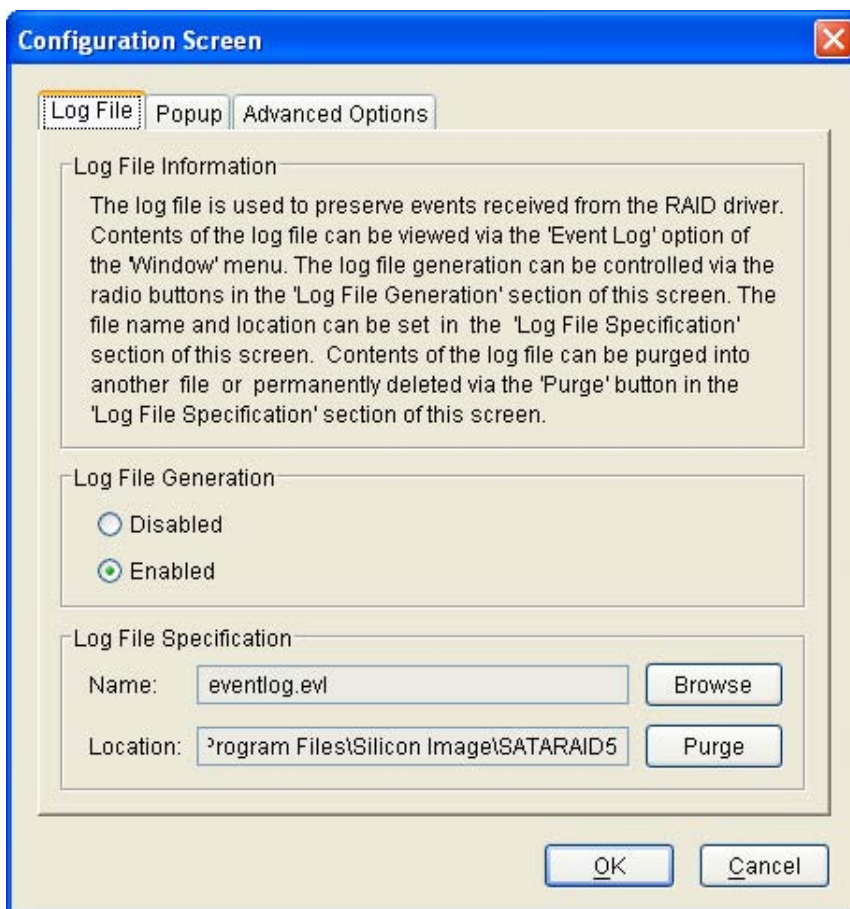 Configuration Screen
Log File Popup Advanced Options
Log File Information
The log file is used to preserve events received from the RAID driver.
Contents of the log file can be viewed via the 'Event Log' option of
the 'Window' menu. The log file generation can be controlled via the
radio buttons in the 'Log File Generation' section of this screen. The
file name and location can be set in the 'Log File Specification'
section of this screen. Contents of the log file can be purged into
another file or permanently deleted via the 'Purge' button in the
'Log File Specification' section of this screen.
Log File Generation
Disabled
Enabled
Log File Specification
Name: eventlog.evl Browse
Location: Program Files\Silicon Image\SATARAID5 Purge
OK Cancel